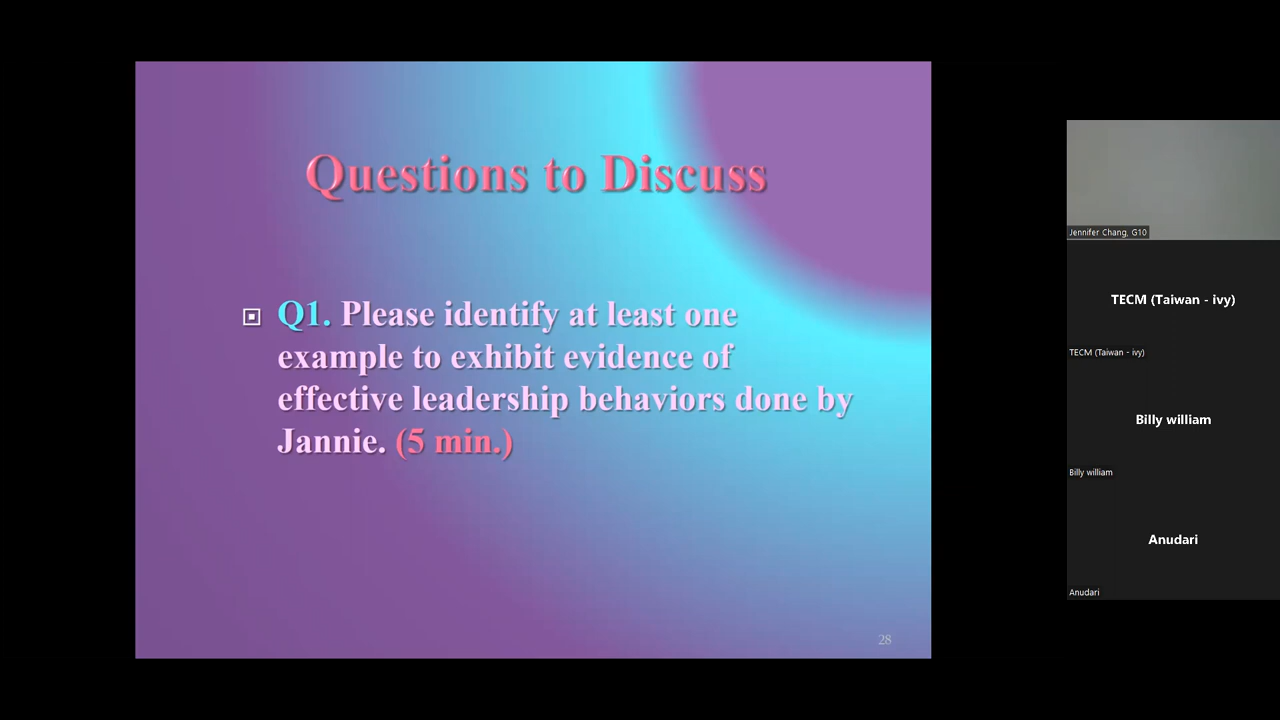 Questions to Discuss
Q1. Please identify at least one
example to exhibit evidence of
effective leadership behaviors done by
Jannie. (5 min.)
28
Jennifer Chang, G10
TECM (Taiwan - ivy)
TECM (Taiwan - ivy)
Billy william
Billy william
Anudari
Anudari